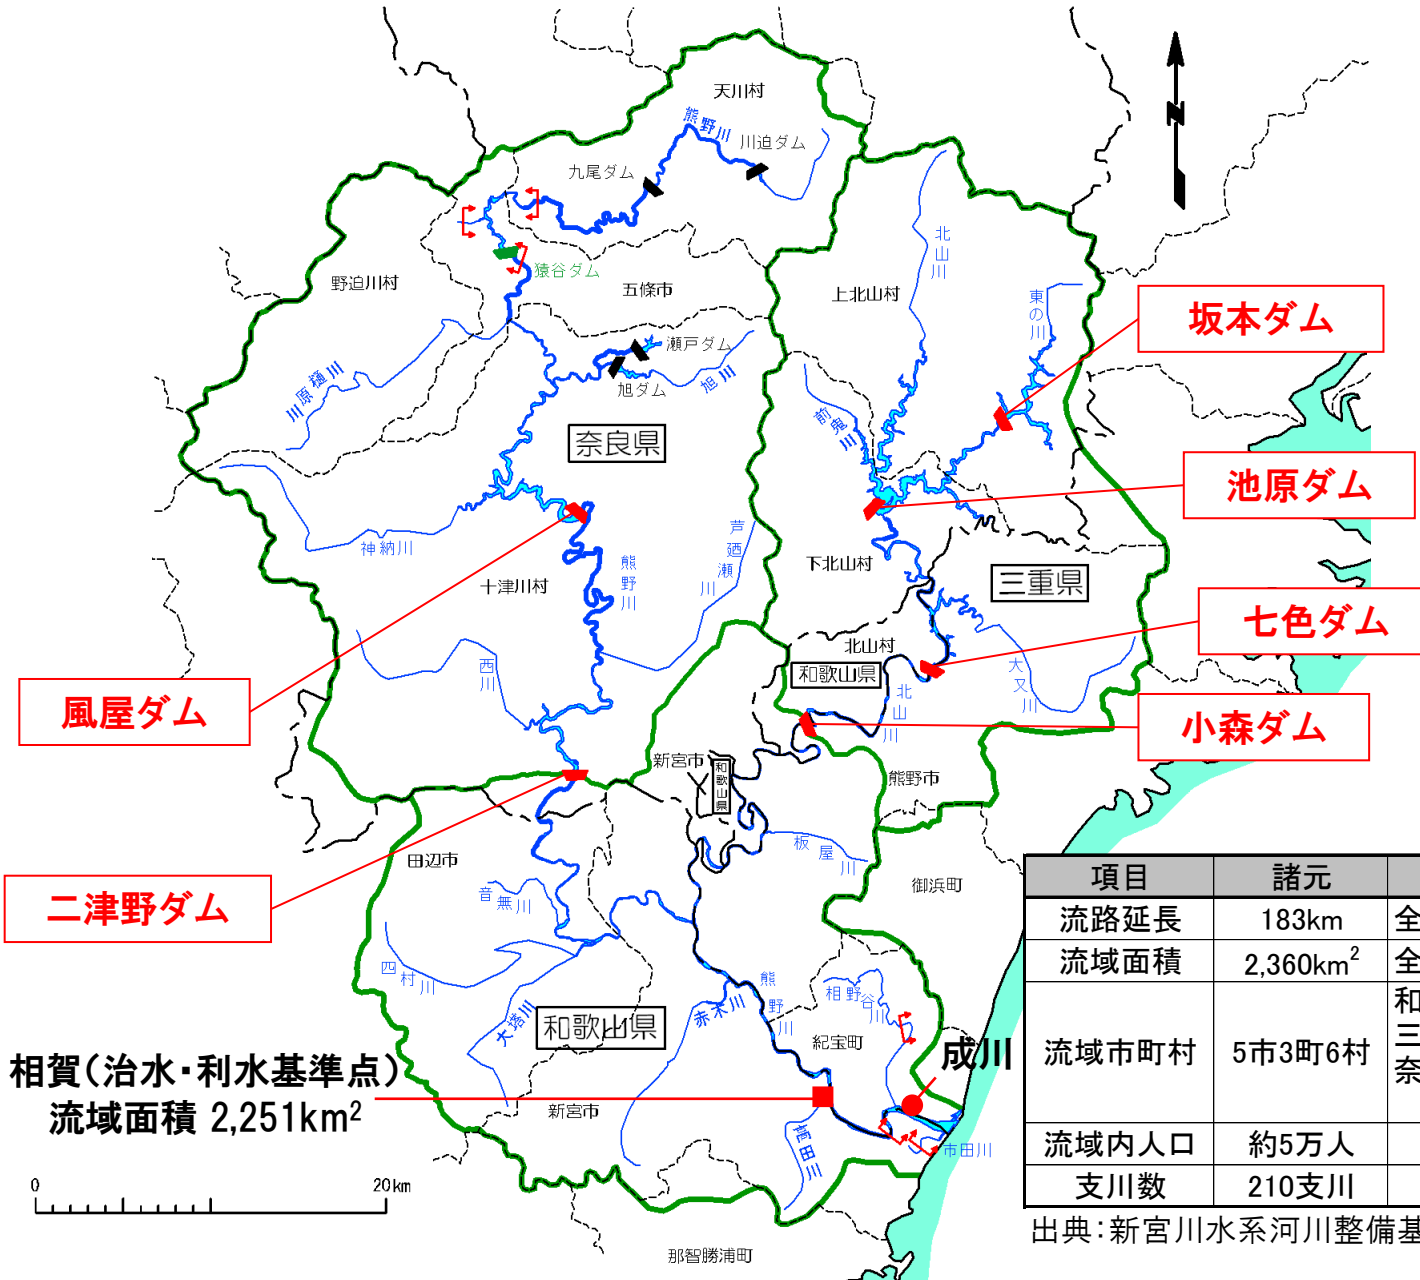 天川村
熊野川
川迫ダム
九尾ダム
猿谷ダム
野迫川村
五條市
上北山村
北山川
東の川
坂本ダム
瀬戸ダム
旭ダム
旭川
川原樋川
前鬼川
奈良県
池原ダム
神納川
十津川村
熊野川
芦廼瀬川
下北山村
三重県
七色ダム
北山村
和歌山県
大又川
北山川
西川
風屋ダム
小森ダム
新宮市
和歌山県
熊野市
二津野ダム
田辺市
板屋川
御浜町
音無川
四村川
大塔川
赤木川
熊野川
相野谷川
紀宝町
和歌山県
成川
相賀(治水・利水基準点)
流域面積 2,251km²
新宮市
高田川
市田川
那智勝浦町
0 20km
N
項目 諸元
流路延長 183km 全
流域面積 2,360km² 全
流域市町村 5市3町6村 和
三
奈
流域内人口 約5万人
支川数 210支川
出典:新宮川水系河川整備基